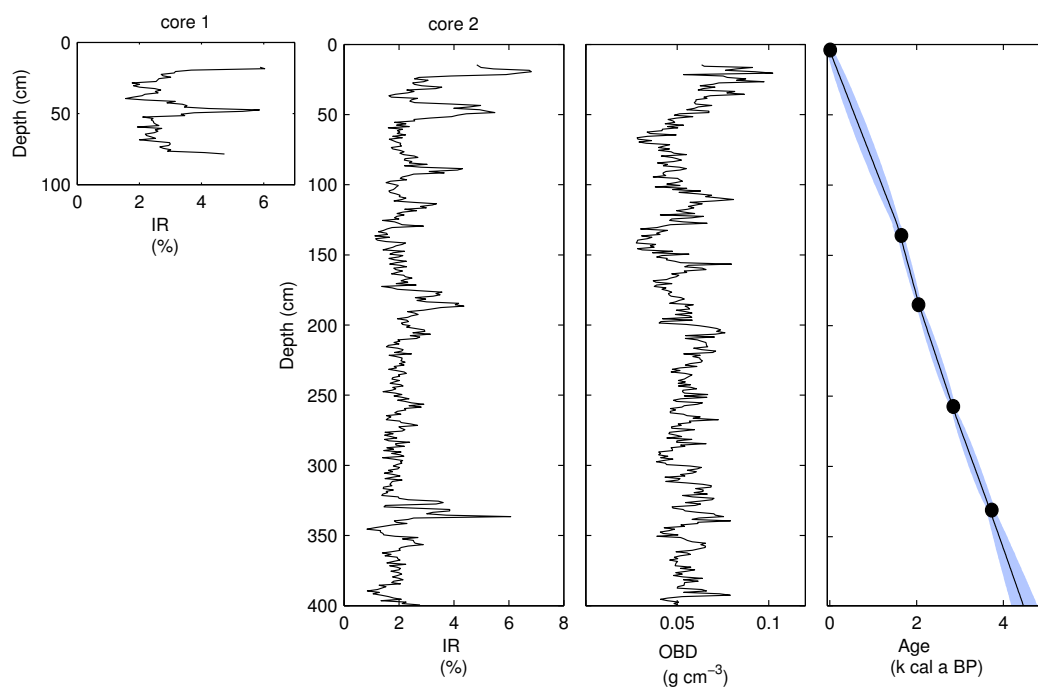 core 1
core 2
0
50
100
Depth (cm)
0 2 4 6
IR
(%)
0
50
100
150
200
250
300
350
400
Depth (cm)
0 2 4 6 8
IR
(%)
0.05 0.1
OBD
(g cm⁻³)
0 2 4
Age
(k cal a BP)